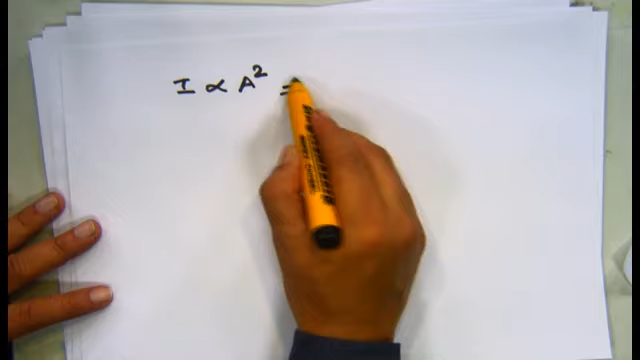 I ∝ A² =